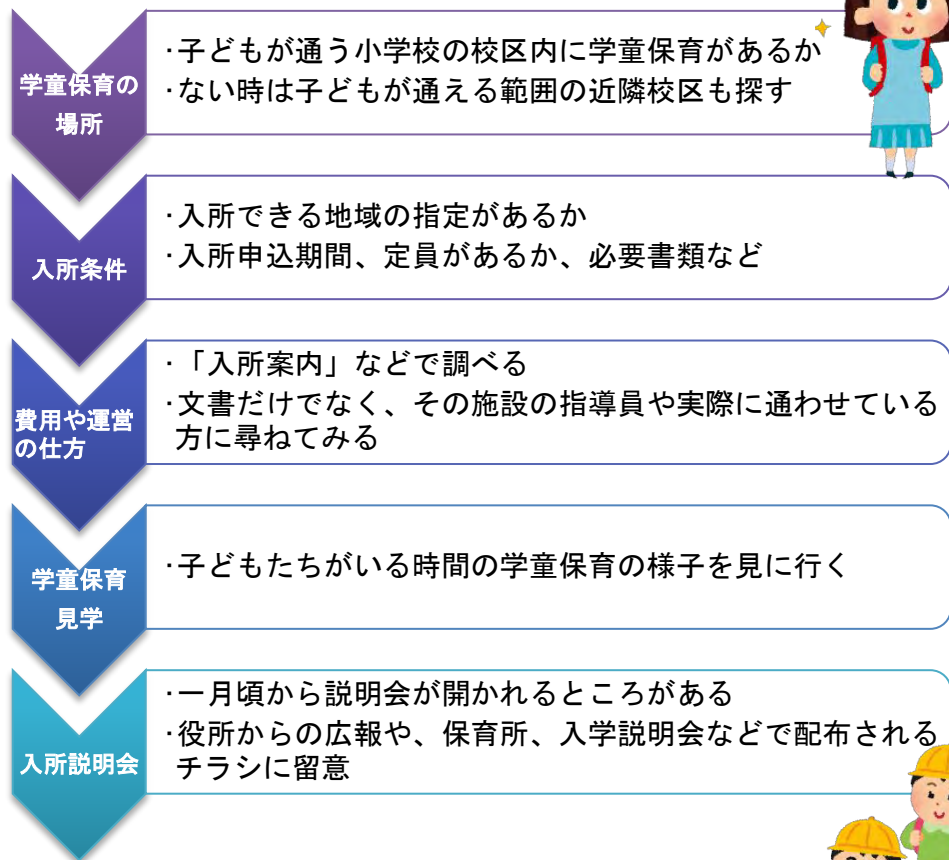 学童保育の
場所
·子どもが通う小学校の校区内に学童保育があるか
·ない時は子どもが通える範囲の近隣校区も探す
入所条件
·入所できる地域の指定があるか
·入所申込期間、定員があるか、必要書類など
費用や運営
の仕方
·「入所案内」などで調べる
·文書だけでなく、その施設の指導員や実際に通わせている
方に尋ねてみる
学童保育
見学
·子どもたちがいる時間の学童保育の様子を見に行く
入所説明会
·一月頃から説明会が開かれるところがある
·役所からの広報や、保育所、入学説明会などで配布される
チラシに留意